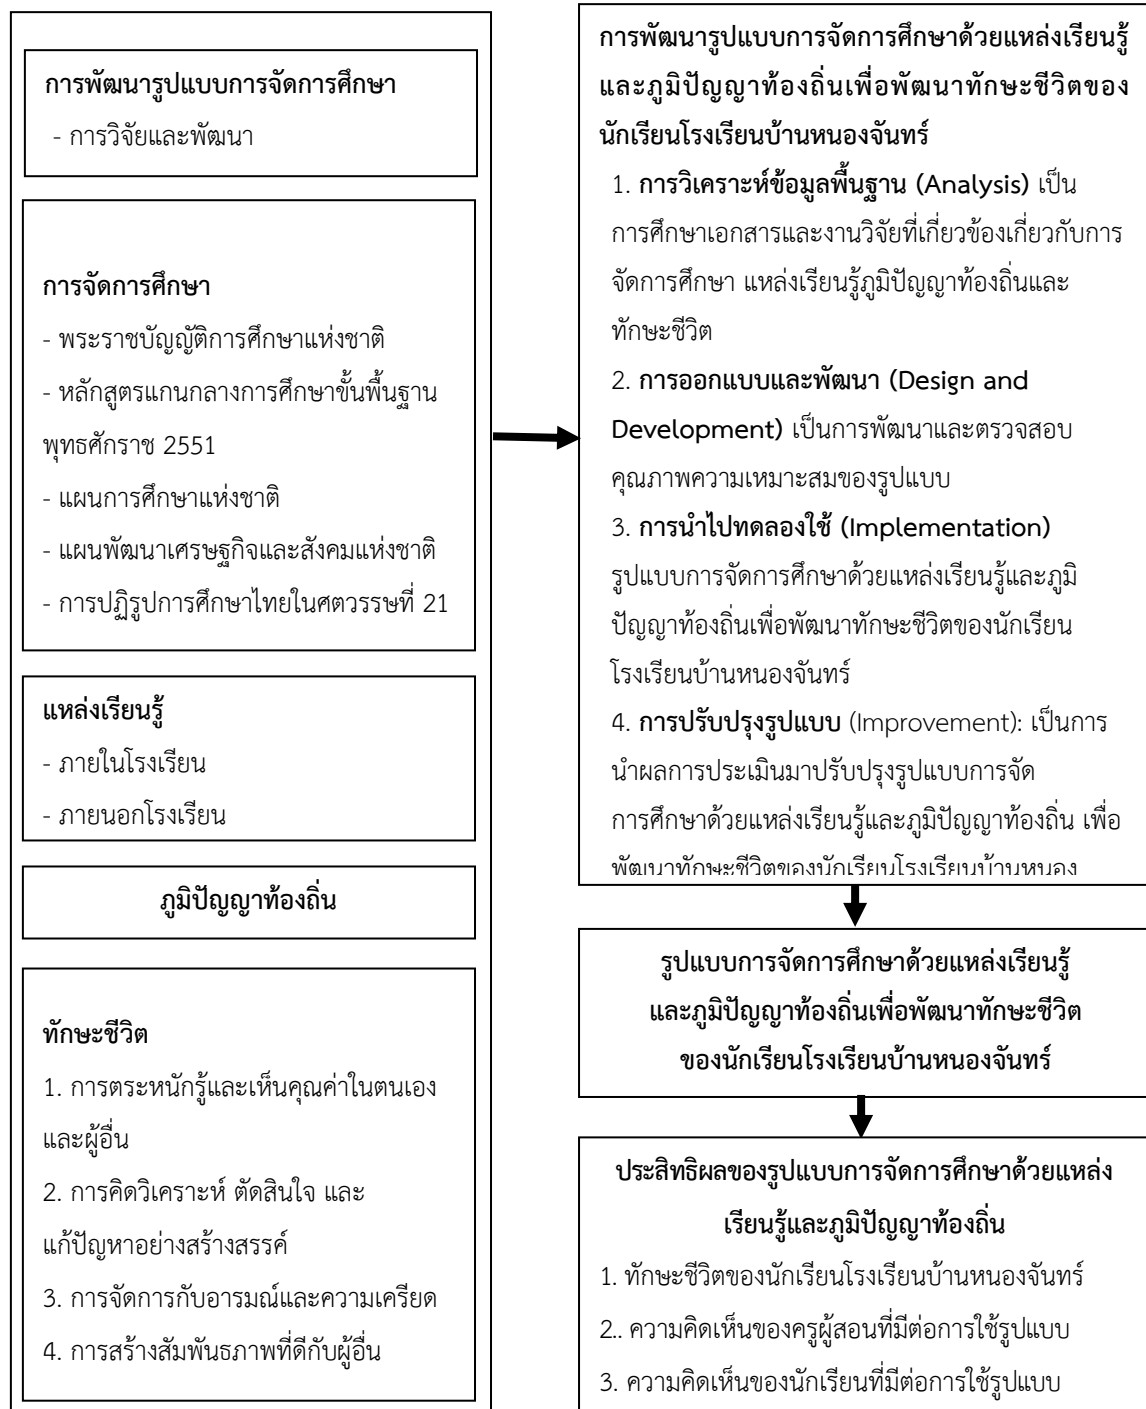 การพัฒนารูปแบบการจัดการศึกษา
- การวิจัยและพัฒนา
การจัดการศึกษา
- พระราชบัญญัติการศึกษาแห่งชาติ
- หลักสูตรแกนกลางการศึกษาขั้นพื้นฐาน
พุทธศักราช 2551
- แผนการศึกษาแห่งชาติ
- แผนพัฒนาเศรษฐกิจและสังคมแห่งชาติ
- การปฏิรูปการศึกษาไทยในศตวรรษที่ 21
แหล่งเรียนรู้
- ภายในโรงเรียน
- ภายนอกโรงเรียน
ภูมิปัญญาท้องถิ่น
ทักษะชีวิต
1. การตระหนักรู้และเห็นคุณค่าในตนเอง
และผู้อื่น
2. การคิดวิเคราะห์ ตัดสินใจ และ
แก้ปัญหาอย่างสร้างสรรค์
3. การจัดการกับอารมณ์และความเครียด
4. การสร้างสัมพันธภาพที่ดีกับผู้อื่น
การพัฒนารูปแบบการจัดการศึกษาด้วยแหล่งเรียนรู้
และภูมิปัญญาท้องถิ่นเพื่อพัฒนาทักษะชีวิตของ
นักเรียนโรงเรียนบ้านหนองจันทร์
1. การวิเคราะห์ข้อมูลพื้นฐาน (Analysis) เป็น
การศึกษาเอกสารและงานวิจัยที่เกี่ยวข้องเกี่ยวกับการ
จัดการศึกษา แหล่งเรียนรู้ภูมิปัญญาท้องถิ่นและ
ทักษะชีวิต
2. การออกแบบและพัฒนา (Design and
Development) เป็นการพัฒนาและตรวจสอบ
คุณภาพความเหมาะสมของรูปแบบ
3. การนำไปทดลองใช้ (Implementation)
รูปแบบการจัดการศึกษาด้วยแหล่งเรียนรู้และภูมิ
ปัญญาท้องถิ่นเพื่อพัฒนาทักษะชีวิตของนักเรียน
โรงเรียนบ้านหนองจันทร์
4. การปรับปรุงรูปแบบ (Improvement): เป็นการ
นำผลการประเมินมาปรับปรุงรูปแบบการจัด
การศึกษาด้วยแหล่งเรียนรู้และภูมิปัญญาท้องถิ่น เพื่อ
พัฒนาทักษะชีวิตของนักเรียนโรงเรียนบ้านหนอง
รูปแบบการจัดการศึกษาด้วยแหล่งเรียนรู้
และภูมิปัญญาท้องถิ่นเพื่อพัฒนาทักษะชีวิต
ของนักเรียนโรงเรียนบ้านหนองจันทร์
ประสิทธิผลของรูปแบบการจัดการศึกษาด้วยแหล่ง
เรียนรู้และภูมิปัญญาท้องถิ่น
1. ทักษะชีวิตของนักเรียนโรงเรียนบ้านหนองจันทร์
2.. ความคิดเห็นของครูผู้สอนที่มีต่อการใช้รูปแบบ
3. ความคิดเห็นของนักเรียนที่มีต่อการใช้รูปแบบ